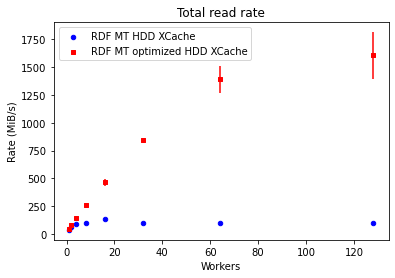 Total read rate
RDF MT HDD XCache
RDF MT optimized HDD XCache
Rate (MiB/s)
1750
1500
1250
1000
750
500
250
0
0 20 40 60 80 100 120
Workers